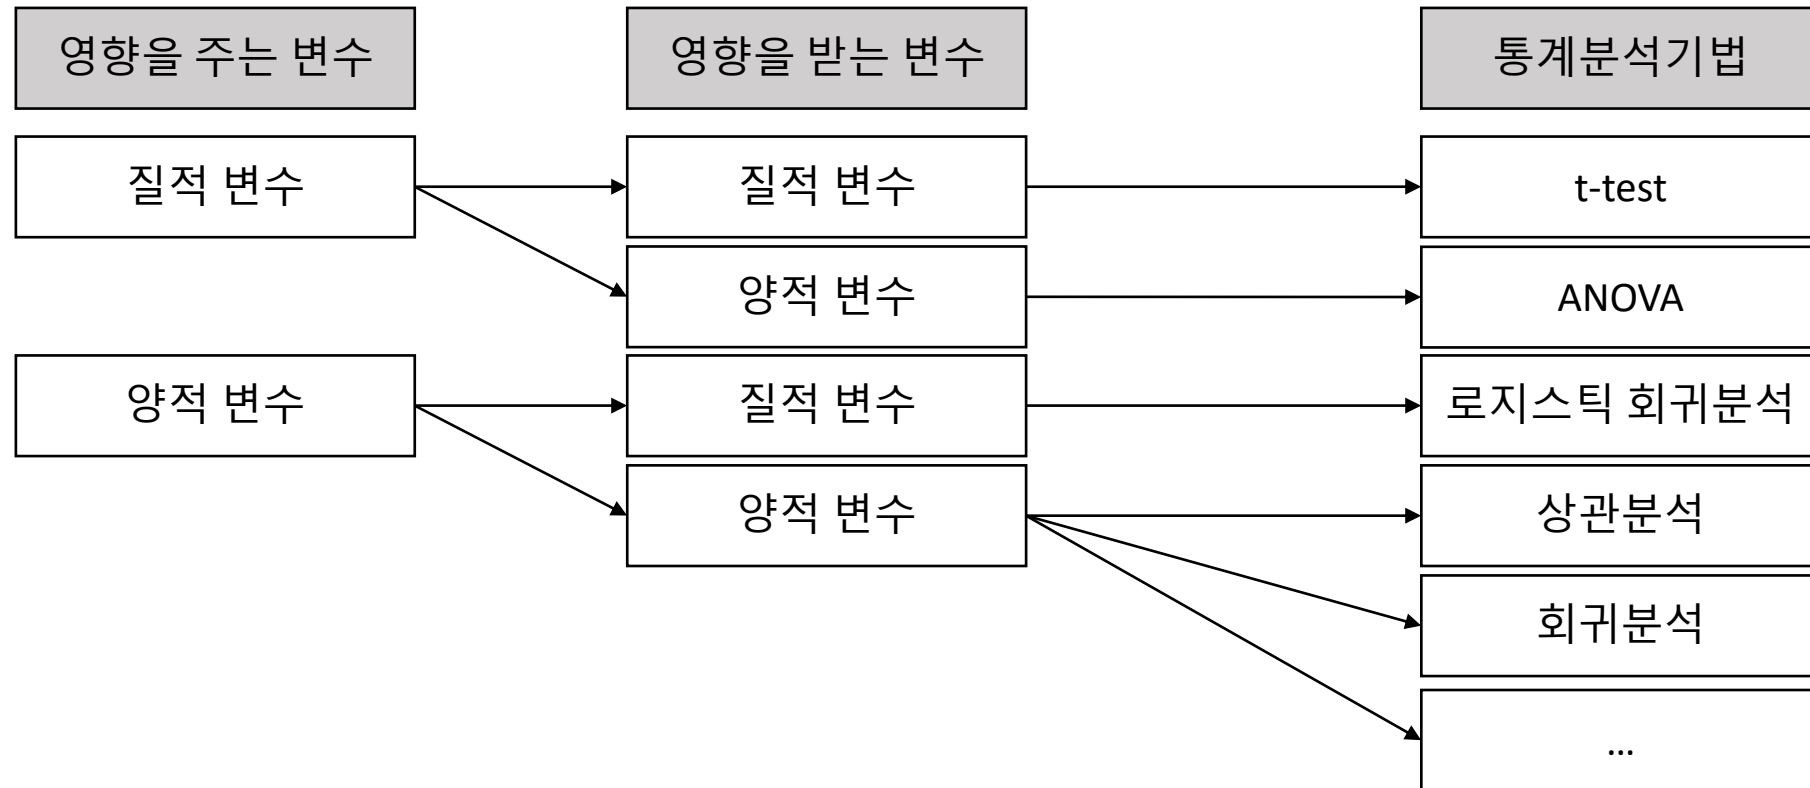 영향을 주는 변수
영향을 받는 변수
통계분석기법
질적 변수
질적 변수
t-test
양적 변수
ANOVA
양적 변수
질적 변수
로지스틱 회귀분석
양적 변수
상관분석
회귀분석
...